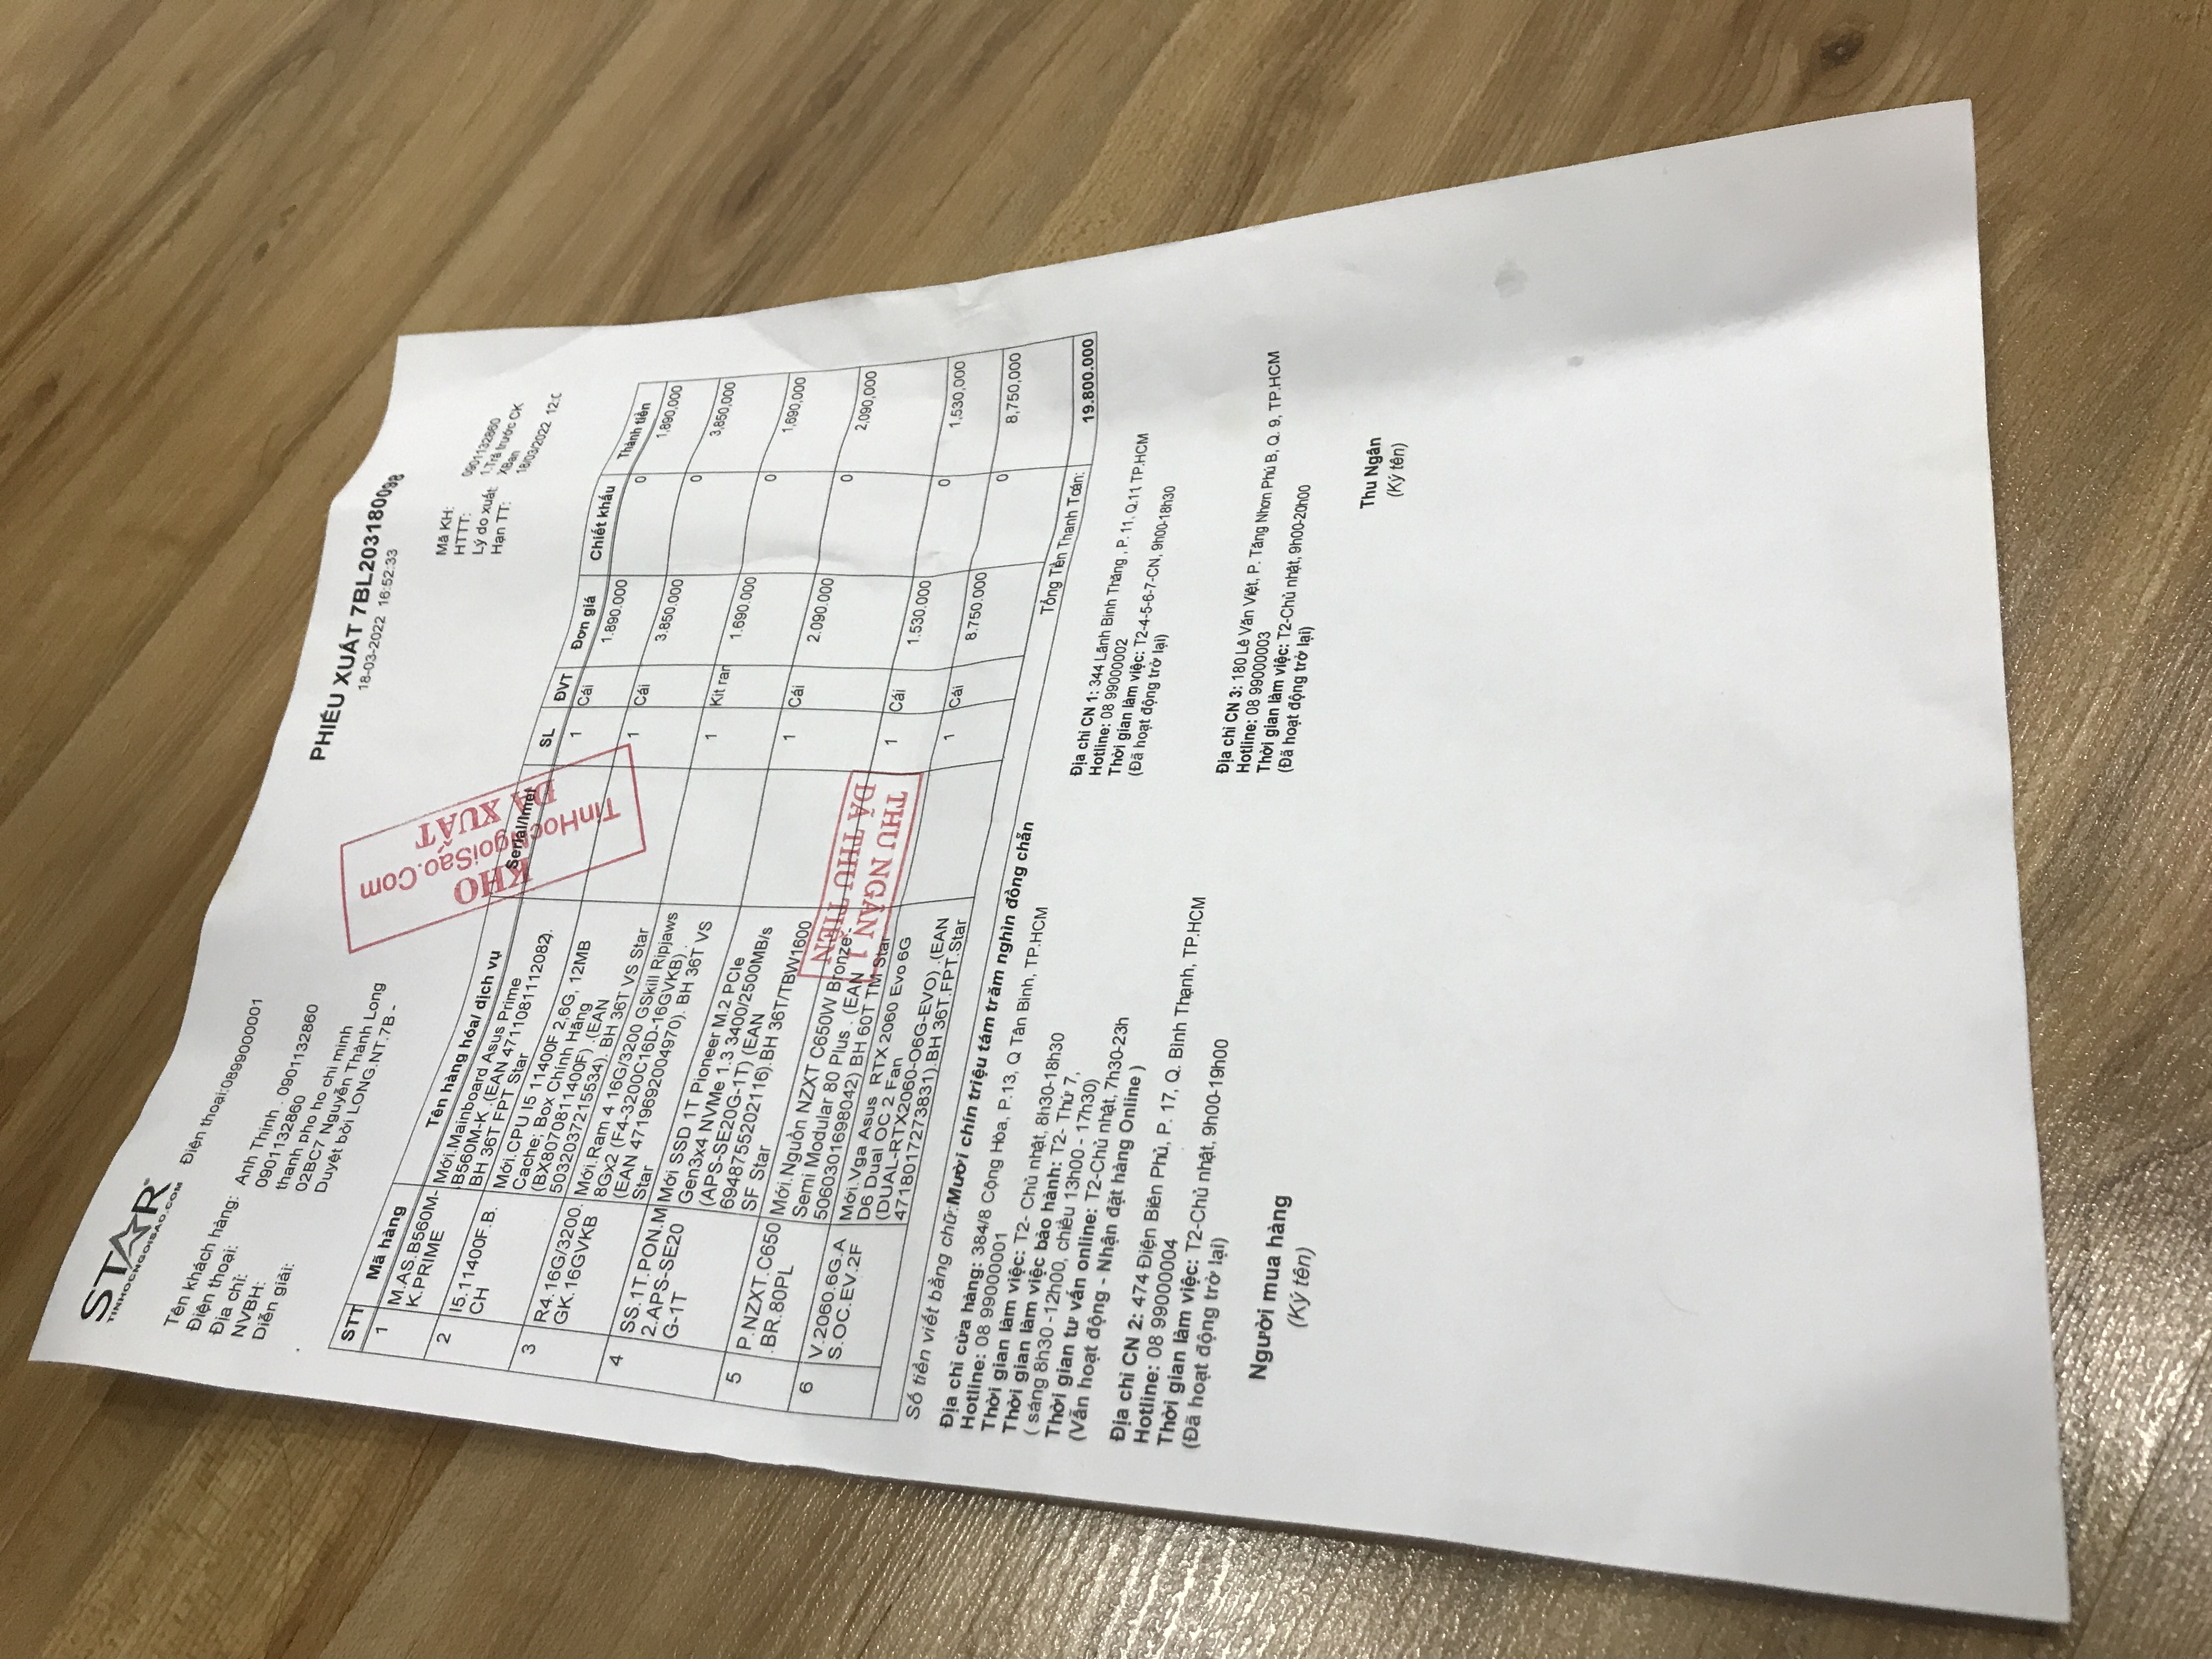 STAR
TINHOCNGOISAO.COM
Điện thoại:0899000001
PHIẾU XUẤT 7BL203180098
18-03-2022 16:52:33
Tên khách hàng: Anh Thịnh . 0901132860
Điện thoại: 0901132860
Địa chỉ: thanh pho ho chi minh
NVBH: 02BC7 Nguyễn Thành Long
Diễn giải: Duyệt bởi LONG.NT.7B -
Mã KH: 0901132860
HTTT: 1.Trả trước CK
Lý do xuất: XBan
Hạn TT: 18/03/2022
KHO
TinHocNgoiSao.Com
ĐÃ XUẤT
STT Mã hàng Tên hàng hóa/ dịch vụ Serial/Imei SL ĐVT Đơn giá Chiết khấu Thành tiền
1 M.AS.B560M- Mới.Mainboard Asus Prime 1 Cái 1.890.000 0 1,890,000
K.PRIME B560M-K .(EAN 4711081112082).
BH 36T FPT Star
2 I5.11400F.B. Mới.CPU I5 11400F 2,6G, 12MB 1 Cái 3.850.000 0 3,850,000
CH Cache; Box Chính Hãng
(BX8070811400F) .(EAN
5032037215534). BH 36T VS Star
3 R4.16G/3200. Mới.Ram 4 16G/3200 GSkill Ripjaws 1 Kit ran 1.690.000 0 1,690,000
GK.16GVKB 8Gx2 (F4-3200C16D-16GVKB) .
(EAN 4719692004970). BH 36T VS
Star
4 SS.1T.PON.M Mới SSD 1T Pioneer M.2 PCIe 1 Cái 2.090.000 0 2,090,000
2.APS-SE20 Gen3x4 NVMe 1.3 3400/2500MB/s
G-1T (APS-SE20G-1T) (EAN
6948755202116).BH 36T/TBW1600
SF Star
5 P.NZXT.C650 Mới.Nguồn NZXT C650W Bronze - 1 Cái 1.530.000 0 1,530,000
.BR.80PL Semi Modular 80 Plus . (EAN
5060301698042) BH 60T TM Star
6 V.2060.6G.A Mới.Vga Asus RTX 2060 Evo 6G 1 Cái 8.750.000 0 8,750,000
S.OC.EV.2F D6 Dual OC 2 Fan
(DUAL-RTX2060-O6G-EVO) .(EAN
4718017273831).BH 36T.FPT.Star
Tổng Tền Thanh Toán: 19.800.000
THU NGÂN 1
ĐÃ THU TIỀN
Số tiền viết bằng chữ:Mười chín triệu tám trăm nghìn đồng chẵn
Địa chỉ cửa hàng: 384/8 Cộng Hòa, P.13, Q Tân Bình, TP.HCM
Hotline: 08 99000001
Thời gian làm việc: T2- Chủ nhật, 8h30-18h30
Thời gian làm việc bảo hành: T2- Thứ 7,
( sáng 8h30 -12h00, chiều 13h00 - 17h30)
Thời gian tư vấn online: T2-Chủ nhật, 7h30-23h
(Vẫn hoạt động - Nhận đặt hàng Online )
Địa chỉ CN 1: 344 Lãnh Binh Thăng , P. 11, Q.11, TP.HCM
Hotline: 08 99000002
Thời gian làm việc: T2-4-5-6-7-CN, 9h00-18h30
(Đã hoạt động trở lại)
Địa chỉ CN 2: 474 Điện Biên Phủ, P. 17, Q. Bình Thạnh, TP.HCM
Hotline: 08 99000004
Thời gian làm việc: T2-Chủ nhật, 9h00-19h00
(Đã hoạt động trở lại)
Địa chỉ CN 3: 180 Lê Văn Việt, P. Tăng Nhơn Phú B, Q. 9, TP.HCM
Hotline: 08 99000003
Thời gian làm việc: T2-Chủ nhật, 9h00-20h00
(Đã hoạt động trở lại)
Người mua hàng
(Ký tên)
Thu Ngân
(Ký tên)